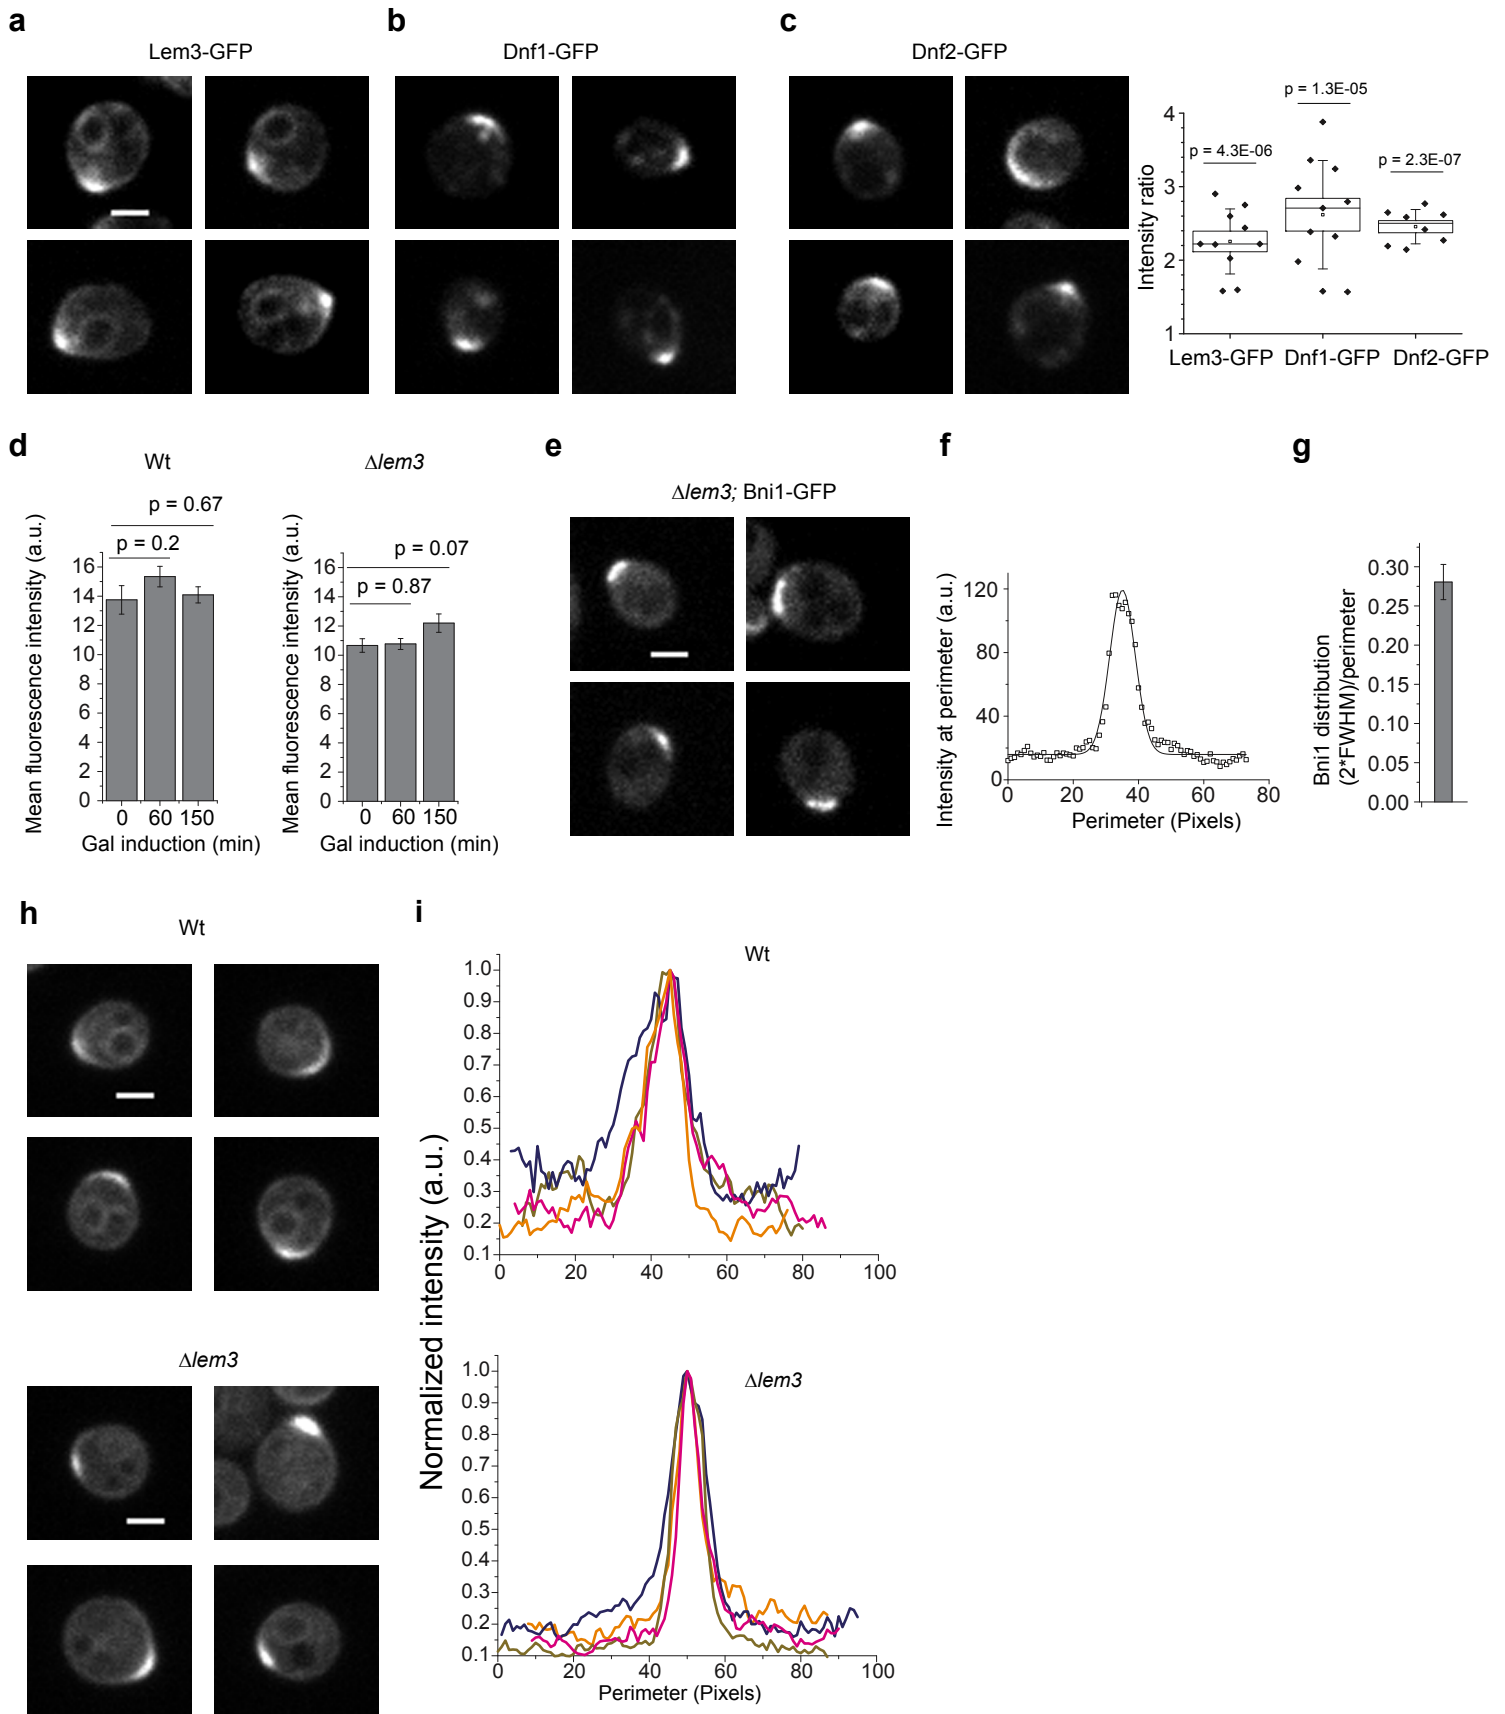 a
b
c
Lem3-GFP
Dnf1-GFP
Dnf2-GFP
p = 1.3E-05
p = 4.3E-06
p = 2.3E-07
Intensity ratio
4
3
2
1
Lem3-GFP Dnf1-GFP Dnf2-GFP
d
Wt
p = 0.67
p = 0.2
Mean fluorescence intensity (a.u.)
16
14
12
10
8
6
4
2
0
0 60 150
Gal induction (min)
Δlem3
p = 0.07
p = 0.87
Mean fluorescence intensity (a.u.)
16
14
12
10
8
6
4
2
0
0 60 150
Gal induction (min)
e
Δlem3; Bni1-GFP
f
Intensity at perimeter (a.u.)
120
80
40
0
0 20 40 60 80
Perimeter (Pixels)
g
Bni1 distribution
(2*FWHM)/perimeter
0.30
0.25
0.20
0.15
0.10
0.05
0.00
h
Wt
Δlem3
i
Normalized intensity (a.u.)
Wt
1.0
0.9
0.8
0.7
0.6
0.5
0.4
0.3
0.2
0.1
0 20 40 60 80 100
Δlem3
1.0
0.9
0.8
0.7
0.6
0.5
0.4
0.3
0.2
0.1
0 20 40 60 80 100
Perimeter (Pixels)